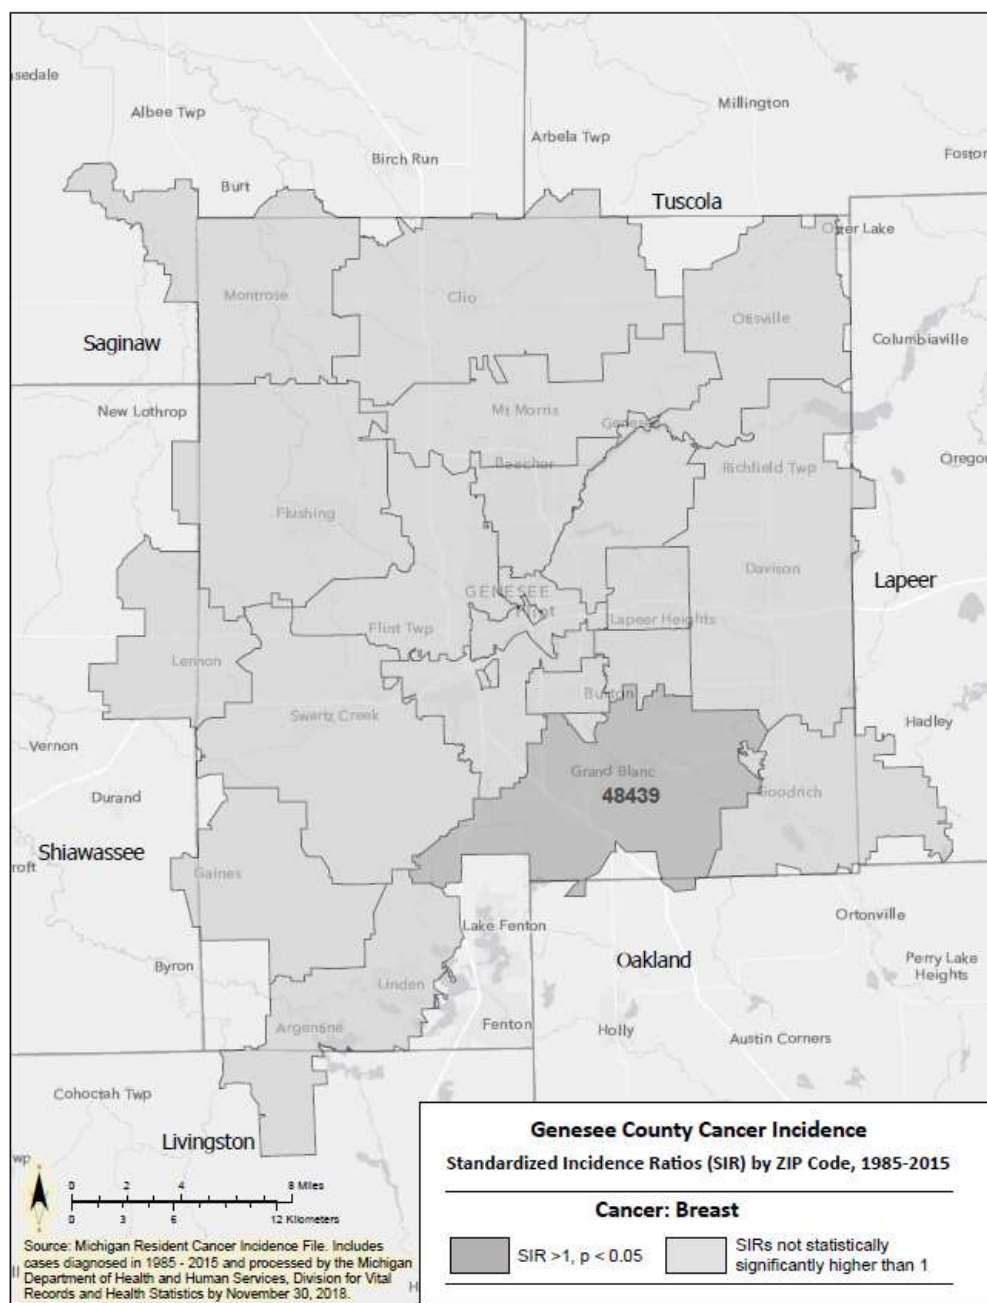 sedale
Albee Twp
Millington
Arbela Twp
Birch Run
Foston
Burt
Tuscola
Otter Lake
Montrose
Clio
Otisville
Saginaw
Columbiaville
New Lothrop
Mt Morris
Genesee
Beecher
Oregon
Richfield Twp
Flushing
Davison
Lapeer
GENESEE
Flint
Flint Twp
Lapeer Heights
Lennon
Burton
Swartz Creek
Hadley
Vernon
Grand Blanc
48439
Goodrich
Durand
Shiawassee
roft
Gaines
Lake Fenton
Ortonville
Oakland
Perry Lake
Heights
Byron
Linden
Argentine
Fenton
Holly
Austin Corners
Cohoctah Twp
Livingston
wp
0 2 4 8 Miles
0 3 6 12 Kilometers
Source: Michigan Resident Cancer Incidence File. Includes
cases diagnosed in 1985 - 2015 and processed by the Michigan
Department of Health and Human Services, Division for Vital
Records and Health Statistics by November 30, 2018.
H
Genesee County Cancer Incidence
Standardized Incidence Ratios (SIR) by ZIP Code, 1985-2015
Cancer: Breast
SIR >1, p < 0.05
SIRs not statistically
significantly higher than 1